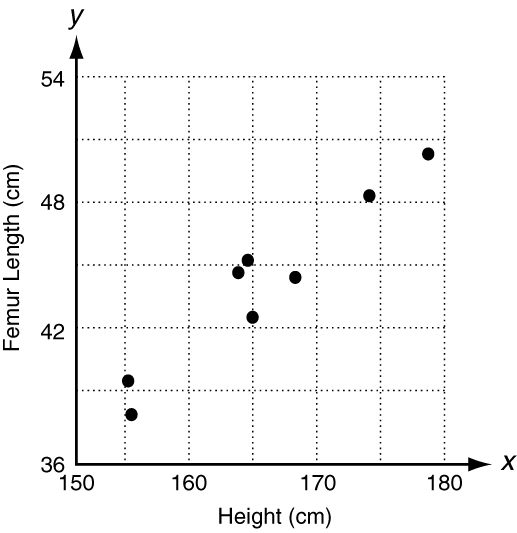 y
54
48
42
36
Femur Length (cm)
150 160 170 180
x
Height (cm)